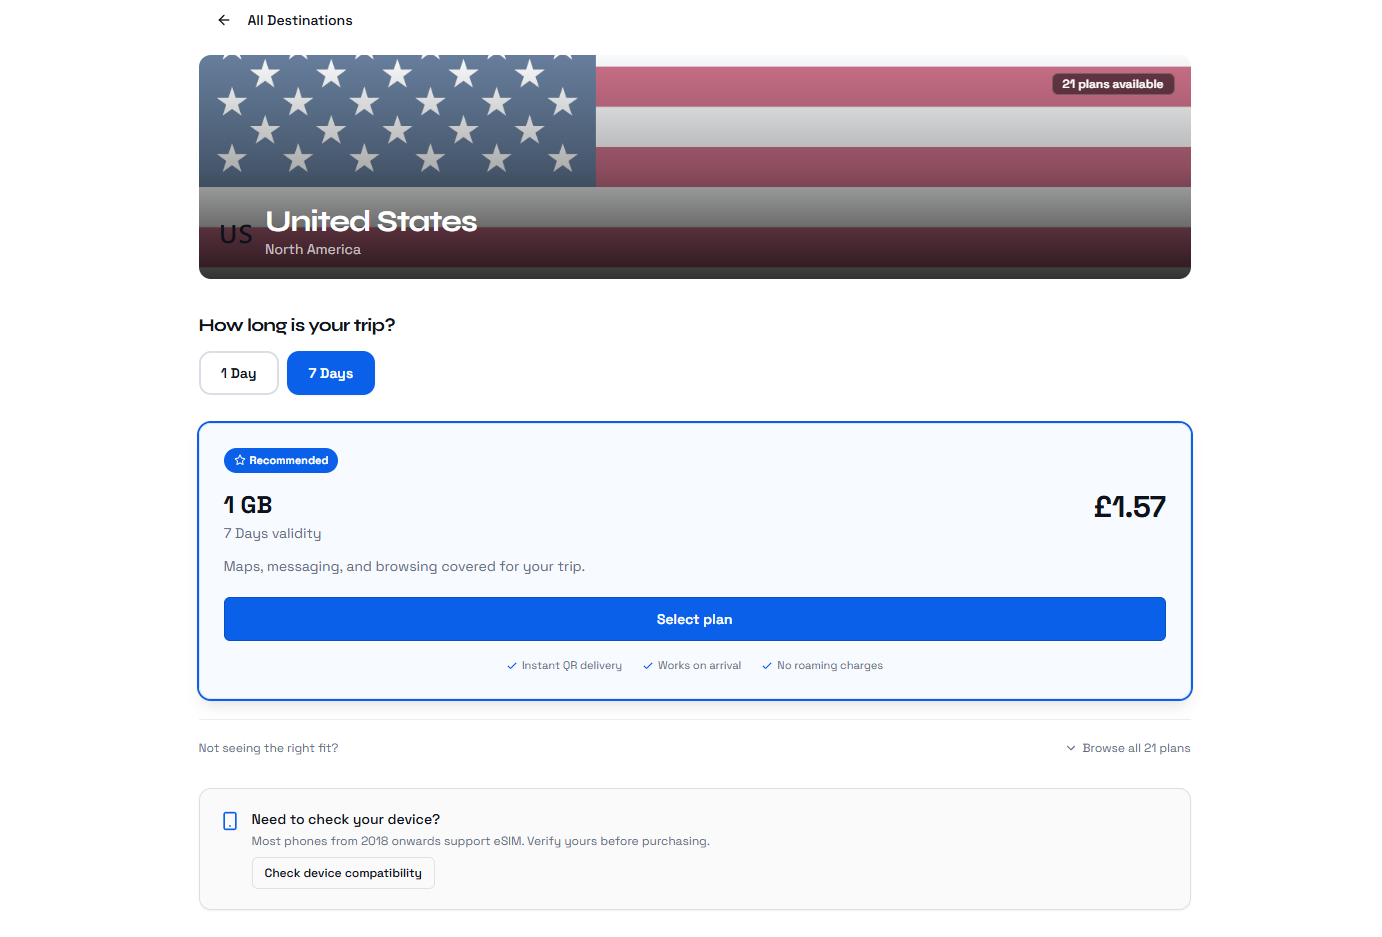 All Destinations
21 plans available
US
United States
North America
How long is your trip?
1 Day
7 Days
Recommended
1 GB
£1.57
7 Days validity
Maps, messaging, and browsing covered for your trip.
Select plan
Instant QR delivery
Works on arrival
No roaming charges
Not seeing the right fit?
Browse all 21 plans
Need to check your device?
Most phones from 2018 onwards support eSIM. Verify yours before purchasing.
Check device compatibility